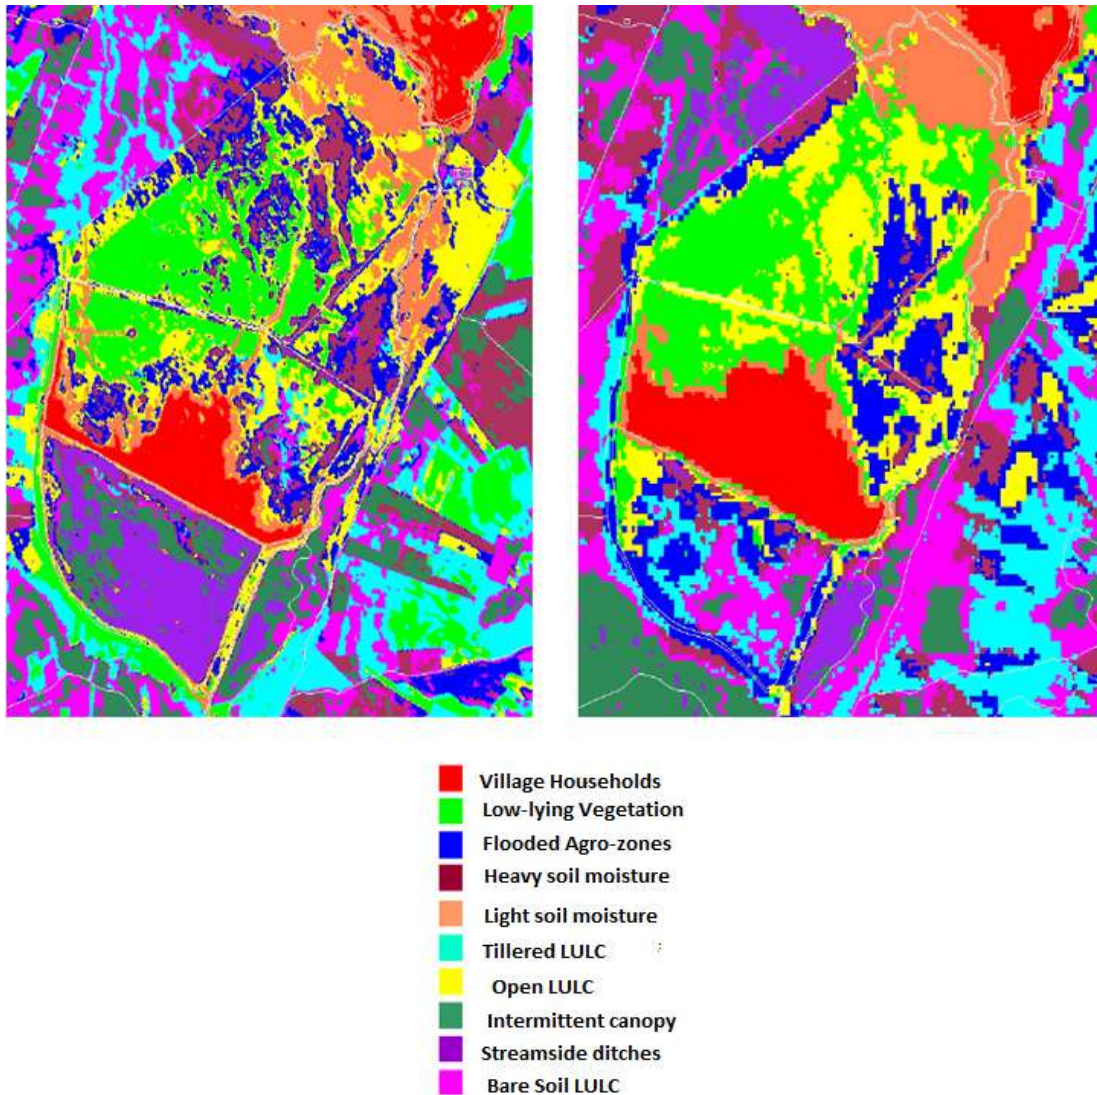 Village Households
Low-lying Vegetation
Flooded Agro-zones
Heavy soil moisture
Light soil moisture
Tillered LULC
Open LULC
Intermittent canopy
Streamside ditches
Bare Soil LULC